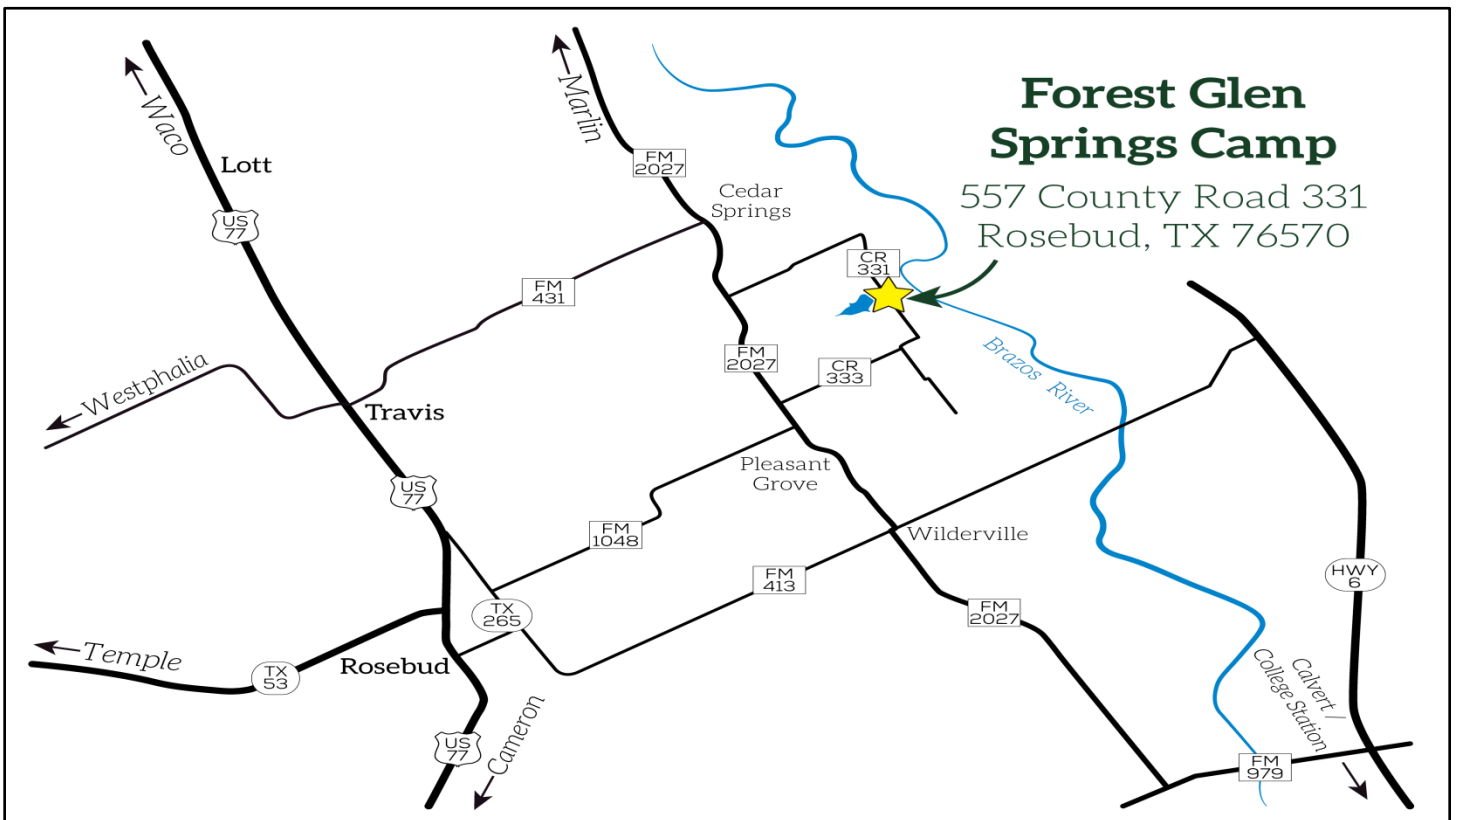 Forest Glen
Springs Camp
557 County Road 331
Rosebud, TX 76570
Waco
Marlin
Lott
FM
2027
Cedar
Springs
US
77
CR
331
FM
431
Brazos River
Westphalia
FM
2027
CR
333
Travis
Pleasant
Grove
US
77
FM
1048
Wilderville
FM
413
HWY
6
TX
265
FM
2027
Temple
TX
53
Rosebud
Calvert /
College Station
Cameron
US
77
FM
979